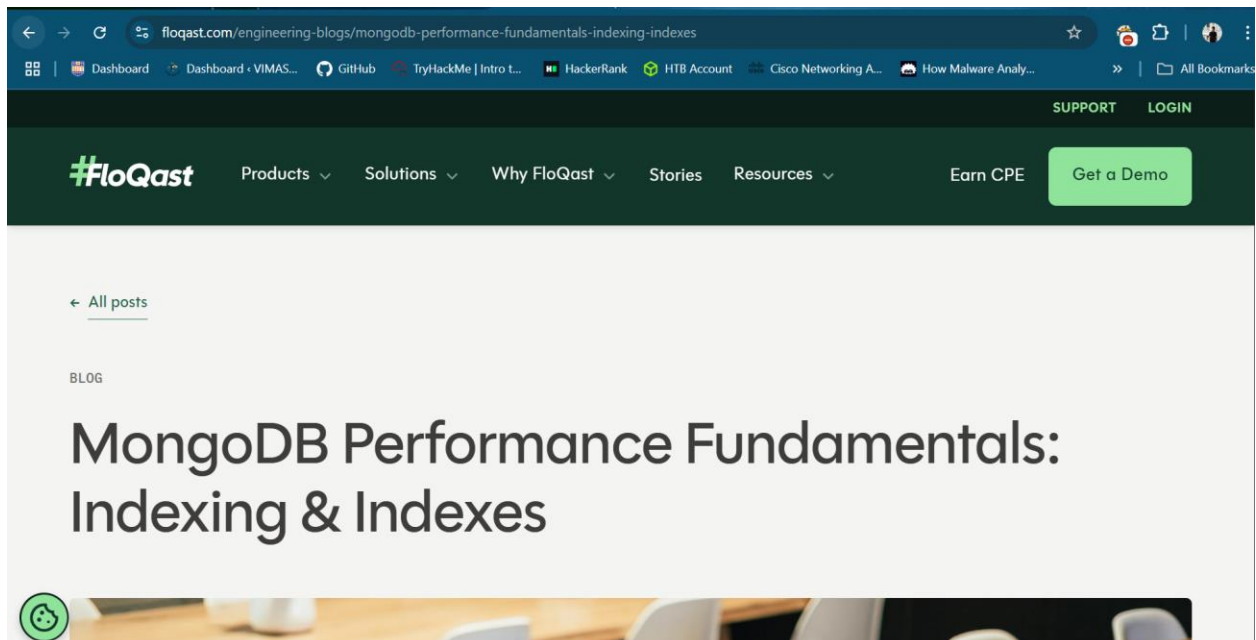 floqast.com/engineering-blogs/mongodb-performance-fundamentals-indexing-indexes
Dashboard Dashboard ‹ VIMAS... GitHub TryHackMe | Intro t... HackerRank HTB Account Cisco Networking A... How Malware Analy... » All Bookmarks
SUPPORT LOGIN
#FloQast Products Solutions Why FloQast Stories Resources Earn CPE Get a Demo
← All posts
BLOG
MongoDB Performance Fundamentals:
Indexing & Indexes